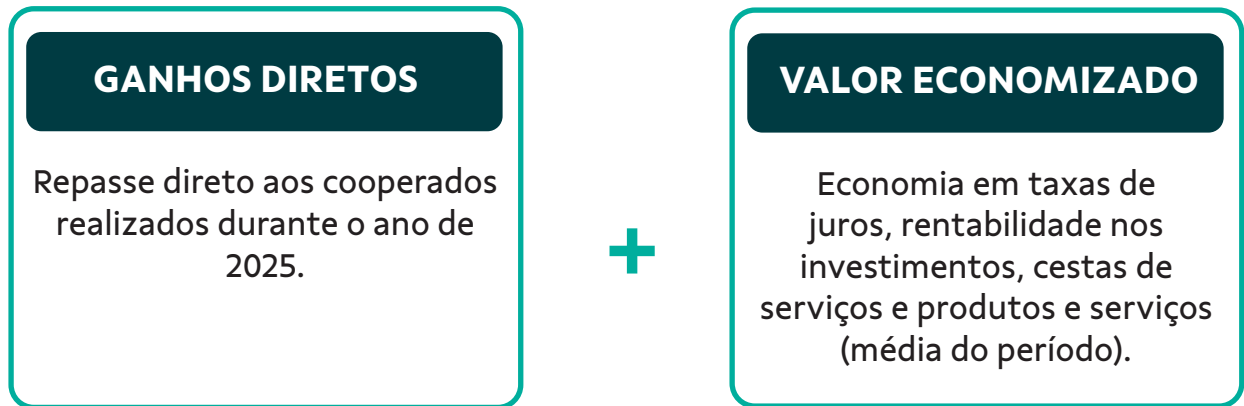 GANHOS DIRETOS
Repasse direto aos cooperados
realizados durante o ano de
2025.
+
VALOR ECONOMIZADO
Economia em taxas de
juros, rentabilidade nos
investimentos, cestas de
serviços e produtos e serviços
(média do período).